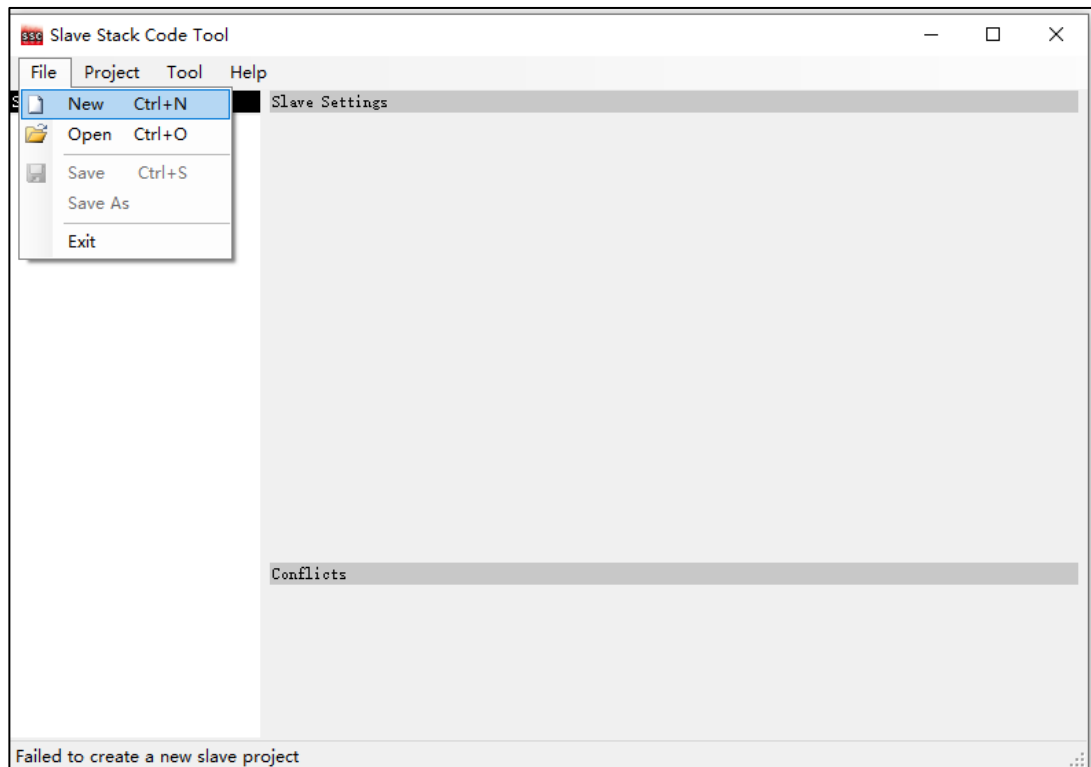 SSC Slave Stack Code Tool
File Project Tool Help
S
Slave Settings
New Ctrl+N
Open Ctrl+O
Save Ctrl+S
Save As
Exit
Conflicts
Failed to create a new slave project